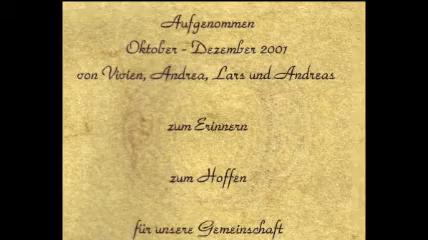 Aufgenommen
Oktober - Dezember 2001
von Vivien, Andrea, Lars und Andreas
zum Erinnern
zum Hoffen
für unsere Gemeinschaft